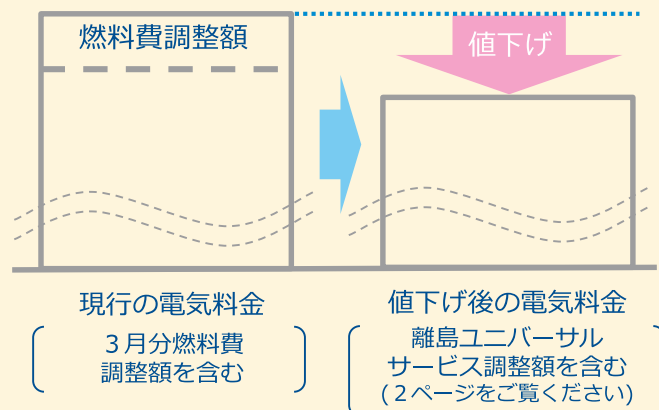 燃料費調整額
値下げ
現行の電気料金
３月分燃料費
調整額を含む
値下げ後の電気料金
離島ユニバーサル
サービス調整額を含む
(２ページをご覧ください)